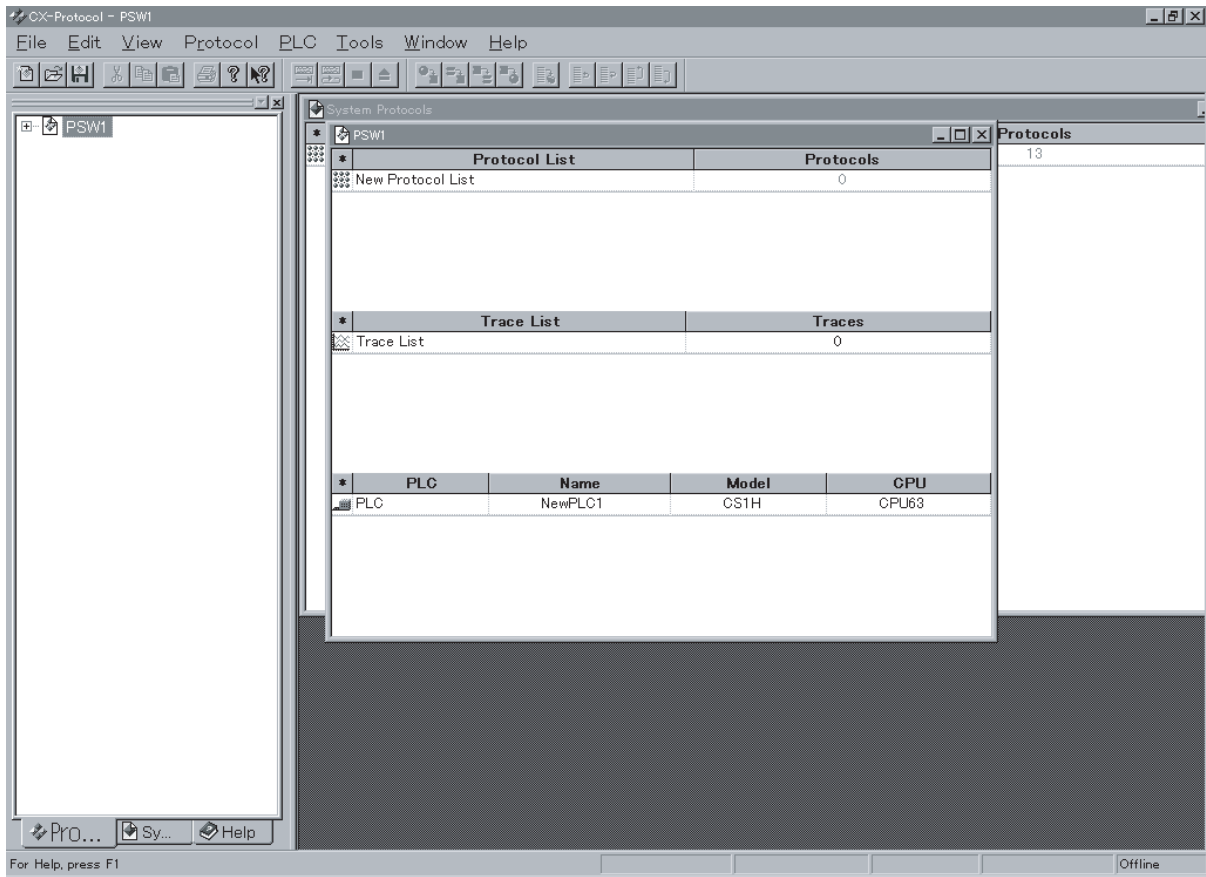 CX-Protocol - PSW1
File Edit View Protocol PLC Tools Window Help
PSW1
System Protocols
* Protocols
13
PSW1
* Protocol List Protocols
New Protocol List 0
* Trace List Traces
Trace List 0
* PLC Name Model CPU
PLC NewPLC1 CS1H CPU63
Pro... Sy... Help
For Help, press F1 Offline